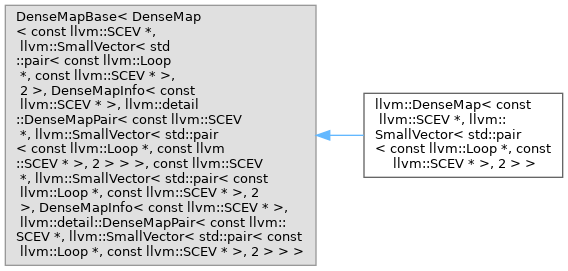 DenseMapBase< DenseMap
< const llvm::SCEV *,
llvm::SmallVector< std
::pair< const llvm::Loop
*, const llvm::SCEV * >,
2 >, DenseMapInfo< const
llvm::SCEV * >, llvm::detail
::DenseMapPair< const llvm::SCEV
*, llvm::SmallVector< std::pair
< const llvm::Loop *, const llvm
::SCEV * >, 2 > > >, const llvm::SCEV
*, llvm::SmallVector< std::pair< const
llvm::Loop *, const llvm::SCEV * >, 2
>, DenseMapInfo< const llvm::SCEV * >,
llvm::detail::DenseMapPair< const llvm::
SCEV *, llvm::SmallVector< std::pair< const
llvm::Loop *, const llvm::SCEV * >, 2 > > >
llvm::DenseMap< const
llvm::SCEV *, llvm::
SmallVector< std::pair
< const llvm::Loop *, const
llvm::SCEV * >, 2 > >